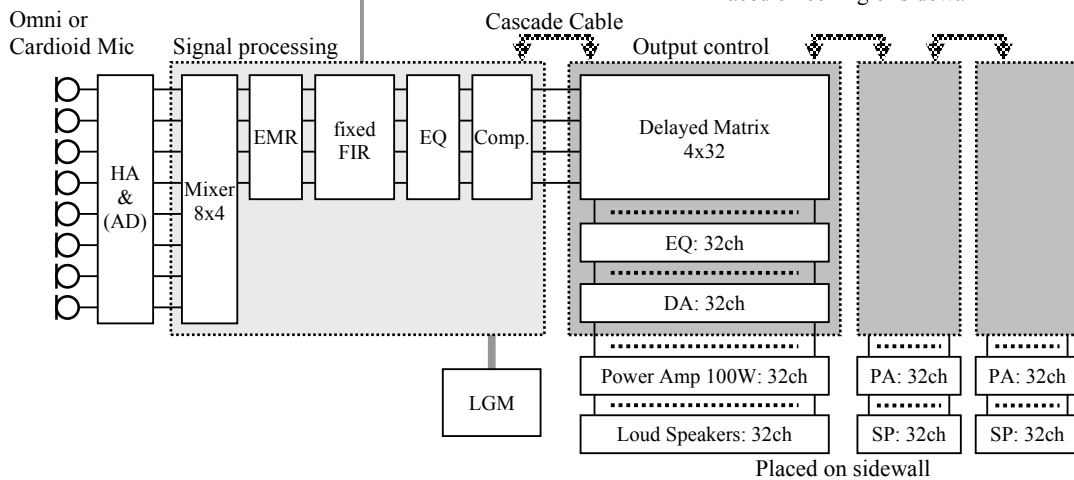 Omni or
Cardioid Mic
Signal processing
Cascade Cable
Output control
HA
&
(AD)
Mixer
8x4
EMR
fixed
FIR
EQ
Comp.
Delayed Matrix
4x32
EQ: 32ch
DA: 32ch
LGM
Power Amp 100W: 32ch
PA: 32ch
PA: 32ch
Loud Speakers: 32ch
SP: 32ch
SP: 32ch
Placed on sidewall